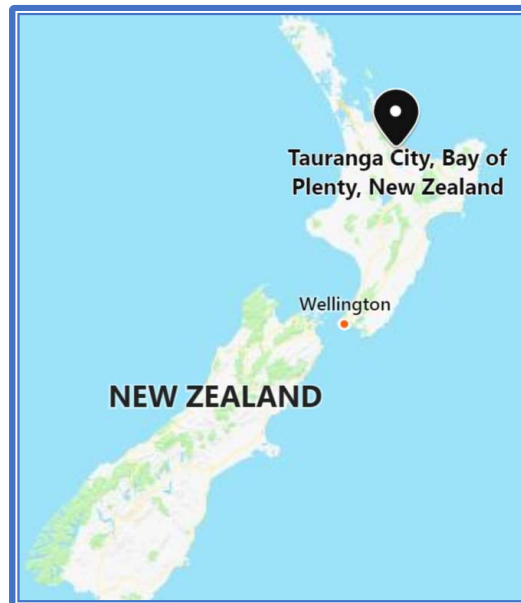 Tauranga City, Bay of
Plenty, New Zealand
Wellington
NEW ZEALAND